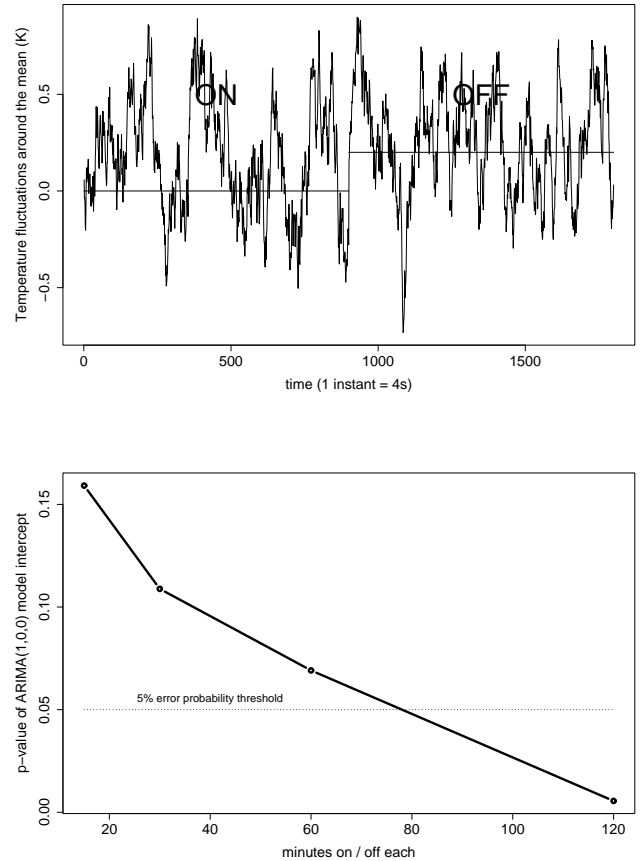 Temperature fluctuations around the mean (K)
0.5
0.0
−0.5
ON
OFF
0
500
1000
1500
time (1 instant = 4s)
p−value of ARIMA(1,0,0) model intercept
0.15
0.10
0.05
0.00
5% error probability threshold
20
40
60
80
100
120
minutes on / off each